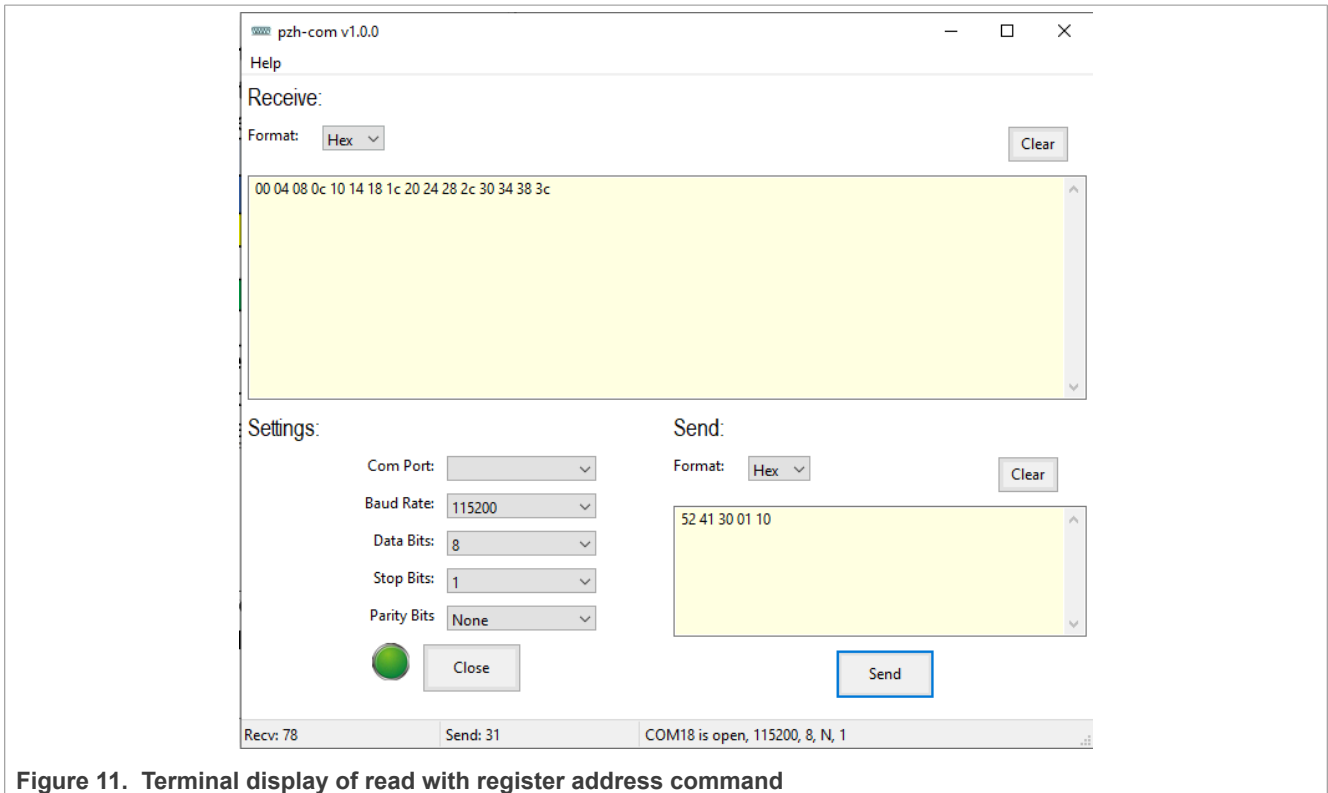 pzh-com v1.0.0
Help
Receive:
Format: Hex
Clear
00 04 08 0c 10 14 18 1c 20 24 28 2c 30 34 38 3c
Settings:
Com Port:
Baud Rate: 115200
Data Bits: 8
Stop Bits: 1
Parity Bits None
Close
Send:
Format: Hex
Clear
52 41 30 01 10
Send
Recv: 78 Send: 31 COM18 is open, 115200, 8, N, 1
Figure 11. Terminal display of read with register address command